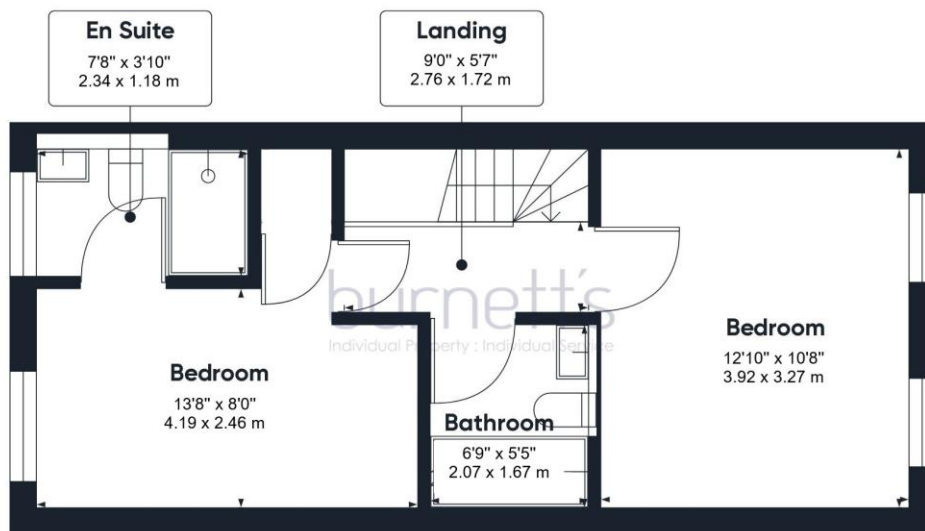 En Suite
7'8" x 3'10"
2.34 x 1.18 m
Landing
9'0" x 5'7"
2.76 x 1.72 m
burnett's
Individual Property : Individual Service
Bedroom
13'8" x 8'0"
4.19 x 2.46 m
Bathroom
6'9" x 5'5"
2.07 x 1.67 m
Bedroom
12'10" x 10'8"
3.92 x 3.27 m